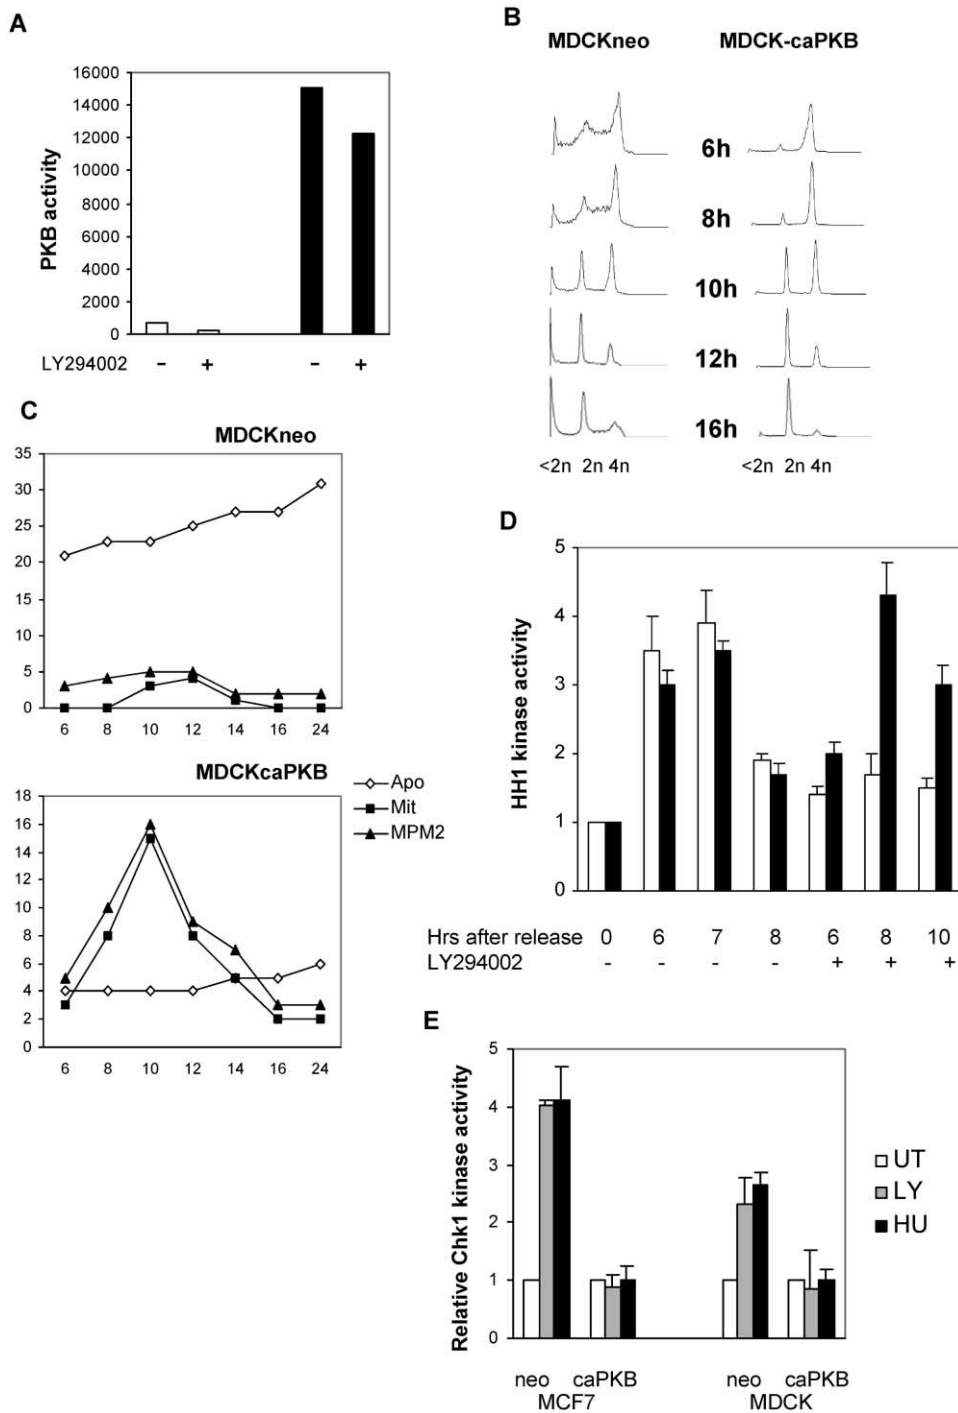 A
PKB activity
16000
14000
12000
10000
8000
6000
4000
2000
0
LY294002 - + - +
B
MDCKneo MDCK-caPKB
6h
8h
10h
12h
16h
<2n 2n 4n <2n 2n 4n
C
MDCKneo
35
30
25
20
15
10
5
0
6 8 10 12 14 16 24
MDCKcaPKB
18
16
14
12
10
8
6
4
2
0
6 8 10 12 14 16 24
Apo
Mit
MPM2
D
HH1 kinase activity
5
4
3
2
1
0
Hrs after release 0 6 7 8 6 8 10
LY294002 - - - - + + +
E
Relative Chk1 kinase activity
5
4
3
2
1
0
neo caPKB neo caPKB
MCF7 MDCK
UT
LY
HU